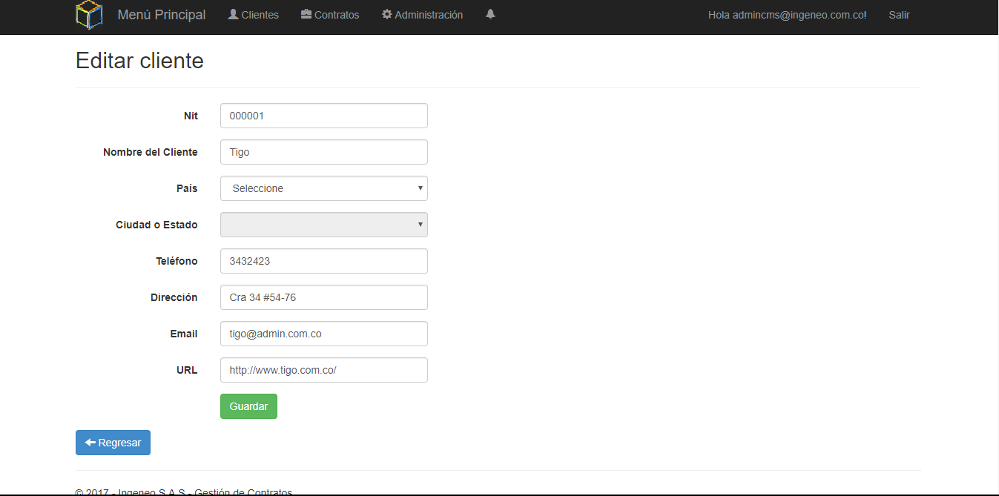 Menú Principal Clientes Contratos Administración Hola admincms@ingeneo.com.co! Salir
Editar cliente
Nit 000001
Nombre del Cliente Tigo
País Seleccione
Ciudad o Estado
Teléfono 3432423
Dirección Cra 34 #54-76
Email tigo@admin.com.co
URL http://www.tigo.com.co/
Guardar
Regresar
© 2017 - Ingeneo S.A.S - Gestión de Contratos